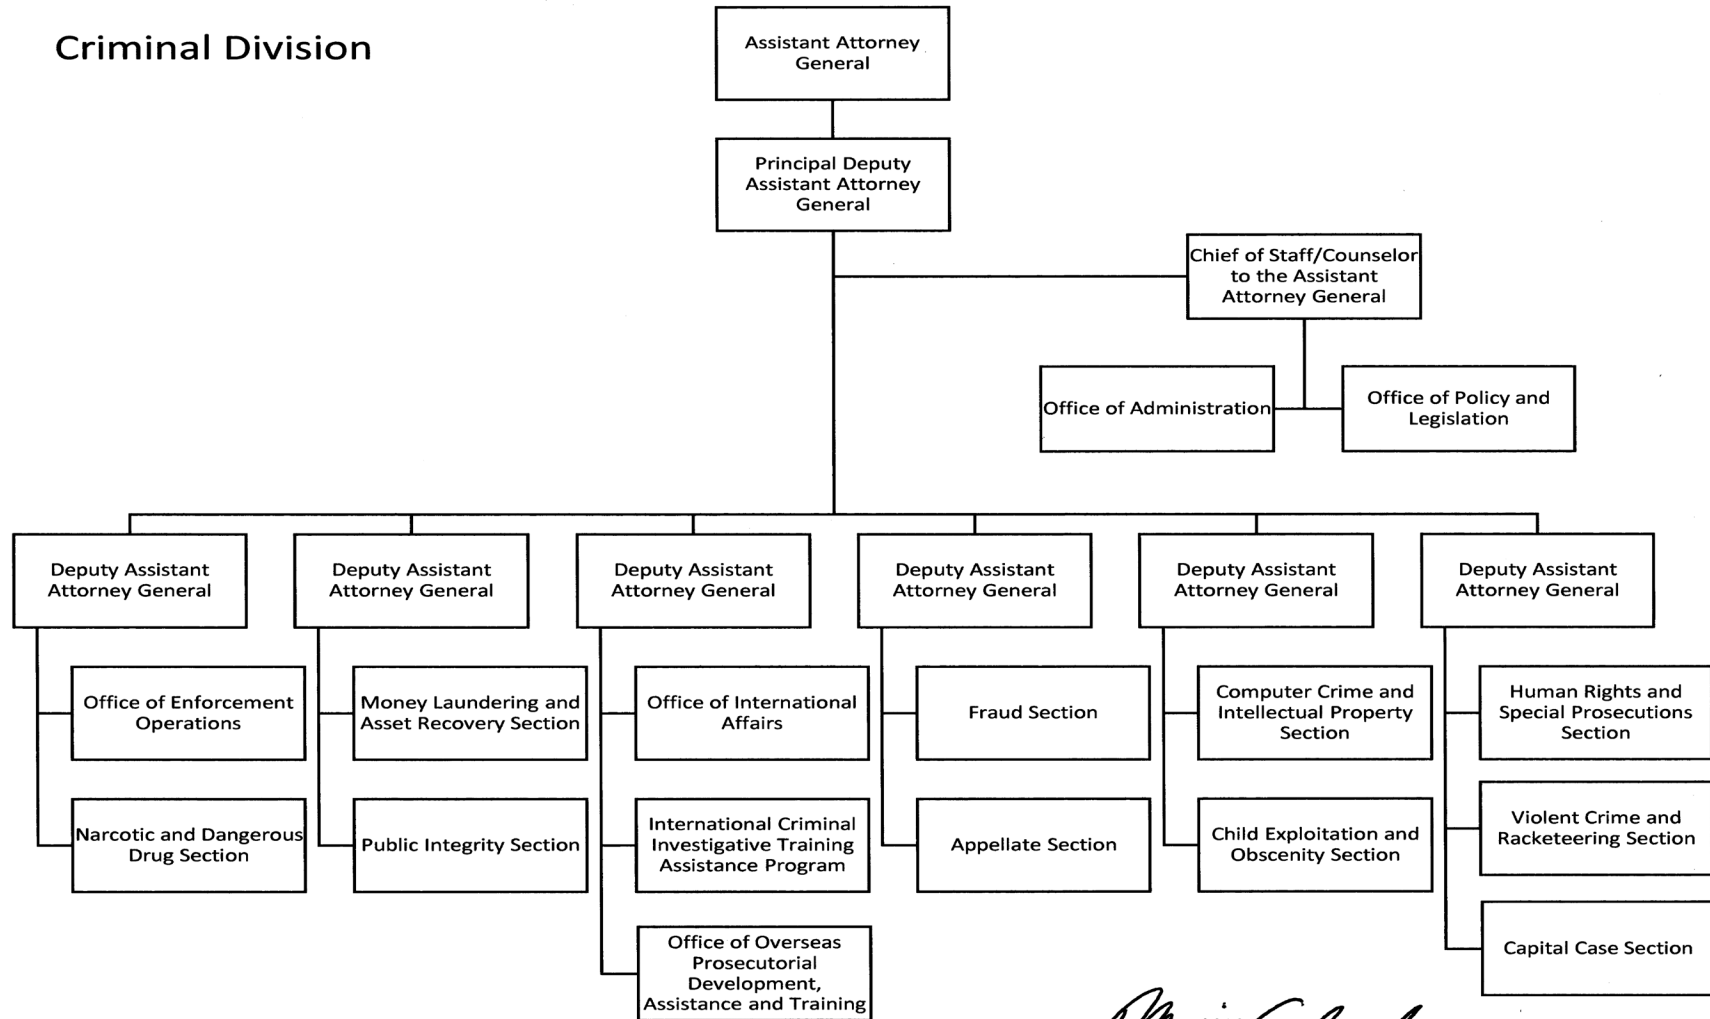 Criminal Division
Assistant Attorney
General
Principal Deputy
Assistant Attorney
General
Chief of Staff/Counselor
to the Assistant
Attorney General
Office of Administration
Office of Policy and
Legislation
Deputy Assistant
Attorney General
Deputy Assistant
Attorney General
Deputy Assistant
Attorney General
Deputy Assistant
Attorney General
Deputy Assistant
Attorney General
Deputy Assistant
Attorney General
Office of Enforcement
Operations
Money Laundering and
Asset Recovery Section
Office of International
Affairs
Fraud Section
Computer Crime and
Intellectual Property
Section
Human Rights and
Special Prosecutions
Section
Narcotic and Dangerous
Drug Section
Public Integrity Section
International Criminal
Investigative Training
Assistance Program
Appellate Section
Child Exploitation and
Obscenity Section
Violent Crime and
Racketeering Section
Office of Overseas
Prosecutorial
Development,
Assistance and Training
Capital Case Section